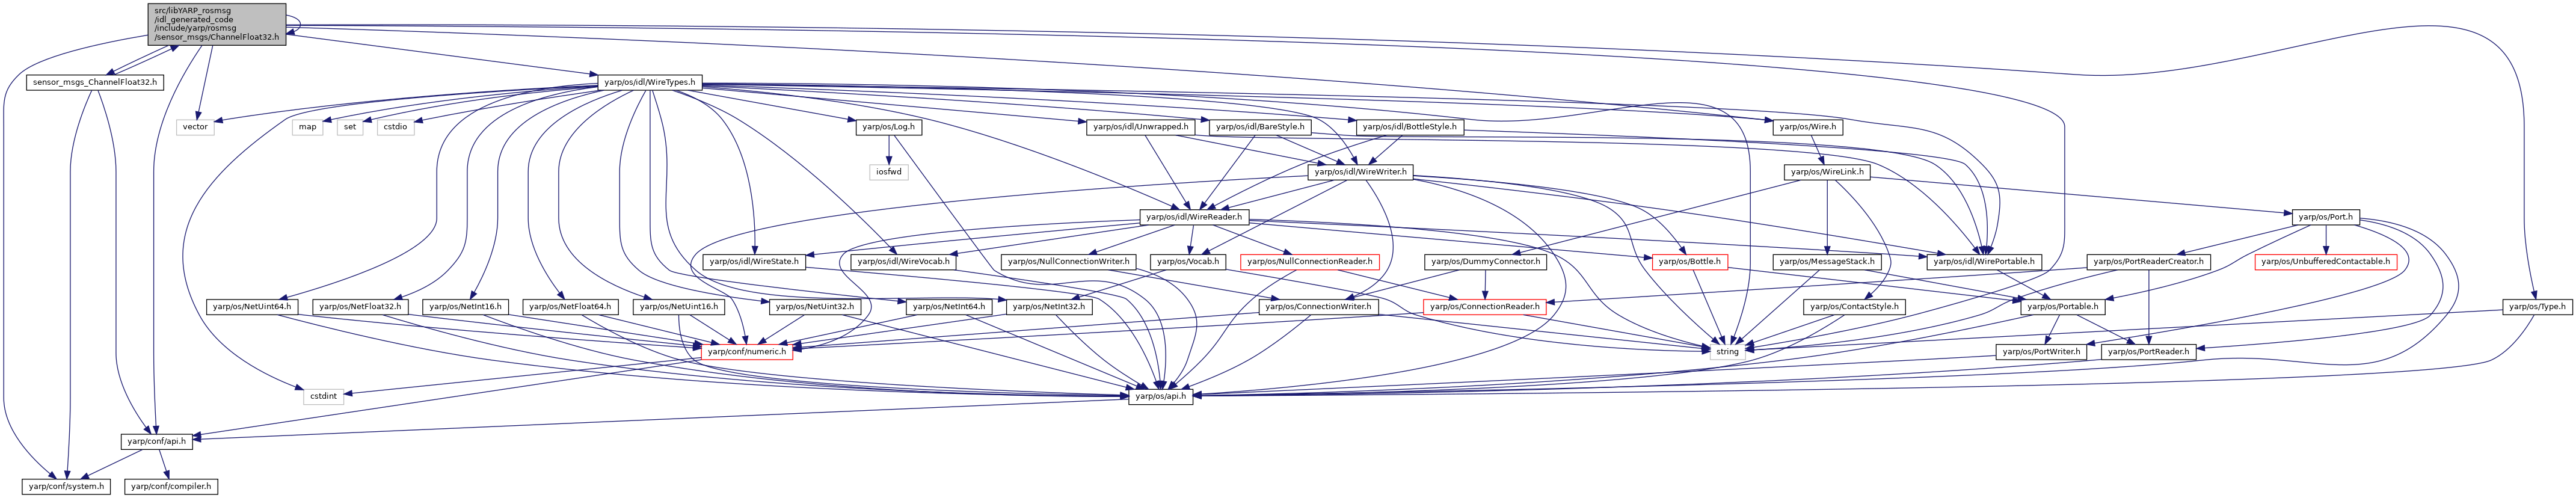 src/libYARP_rosmsg
/idl_generated_code
/include/yarp/rosmsg
/sensor_msgs/ChannelFloat32.h
sensor_msgs_ChannelFloat32.h
yarp/os/idl/WireTypes.h
vector
map
set
cstdio
yarp/os/Log.h
yarp/os/idl/Unwrapped.h
yarp/os/idl/BareStyle.h
yarp/os/idl/BottleStyle.h
yarp/os/Wire.h
iosfwd
yarp/os/idl/WireWriter.h
yarp/os/WireLink.h
yarp/os/idl/WireReader.h
yarp/os/Port.h
yarp/os/idl/WireState.h
yarp/os/idl/WireVocab.h
yarp/os/NullConnectionWriter.h
yarp/os/Vocab.h
yarp/os/NullConnectionReader.h
yarp/os/DummyConnector.h
yarp/os/Bottle.h
yarp/os/MessageStack.h
yarp/os/idl/WirePortable.h
yarp/os/PortReaderCreator.h
yarp/os/UnbufferedContactable.h
yarp/os/NetUint64.h
yarp/os/NetFloat32.h
yarp/os/NetInt16.h
yarp/os/NetFloat64.h
yarp/os/NetUint16.h
yarp/os/NetUint32.h
yarp/os/NetInt64.h
yarp/os/NetInt32.h
yarp/os/ConnectionWriter.h
yarp/os/ConnectionReader.h
yarp/os/ContactStyle.h
yarp/os/Portable.h
yarp/os/Type.h
yarp/conf/numeric.h
string
yarp/os/PortWriter.h
yarp/os/PortReader.h
cstdint
yarp/os/api.h
yarp/conf/api.h
yarp/conf/system.h
yarp/conf/compiler.h